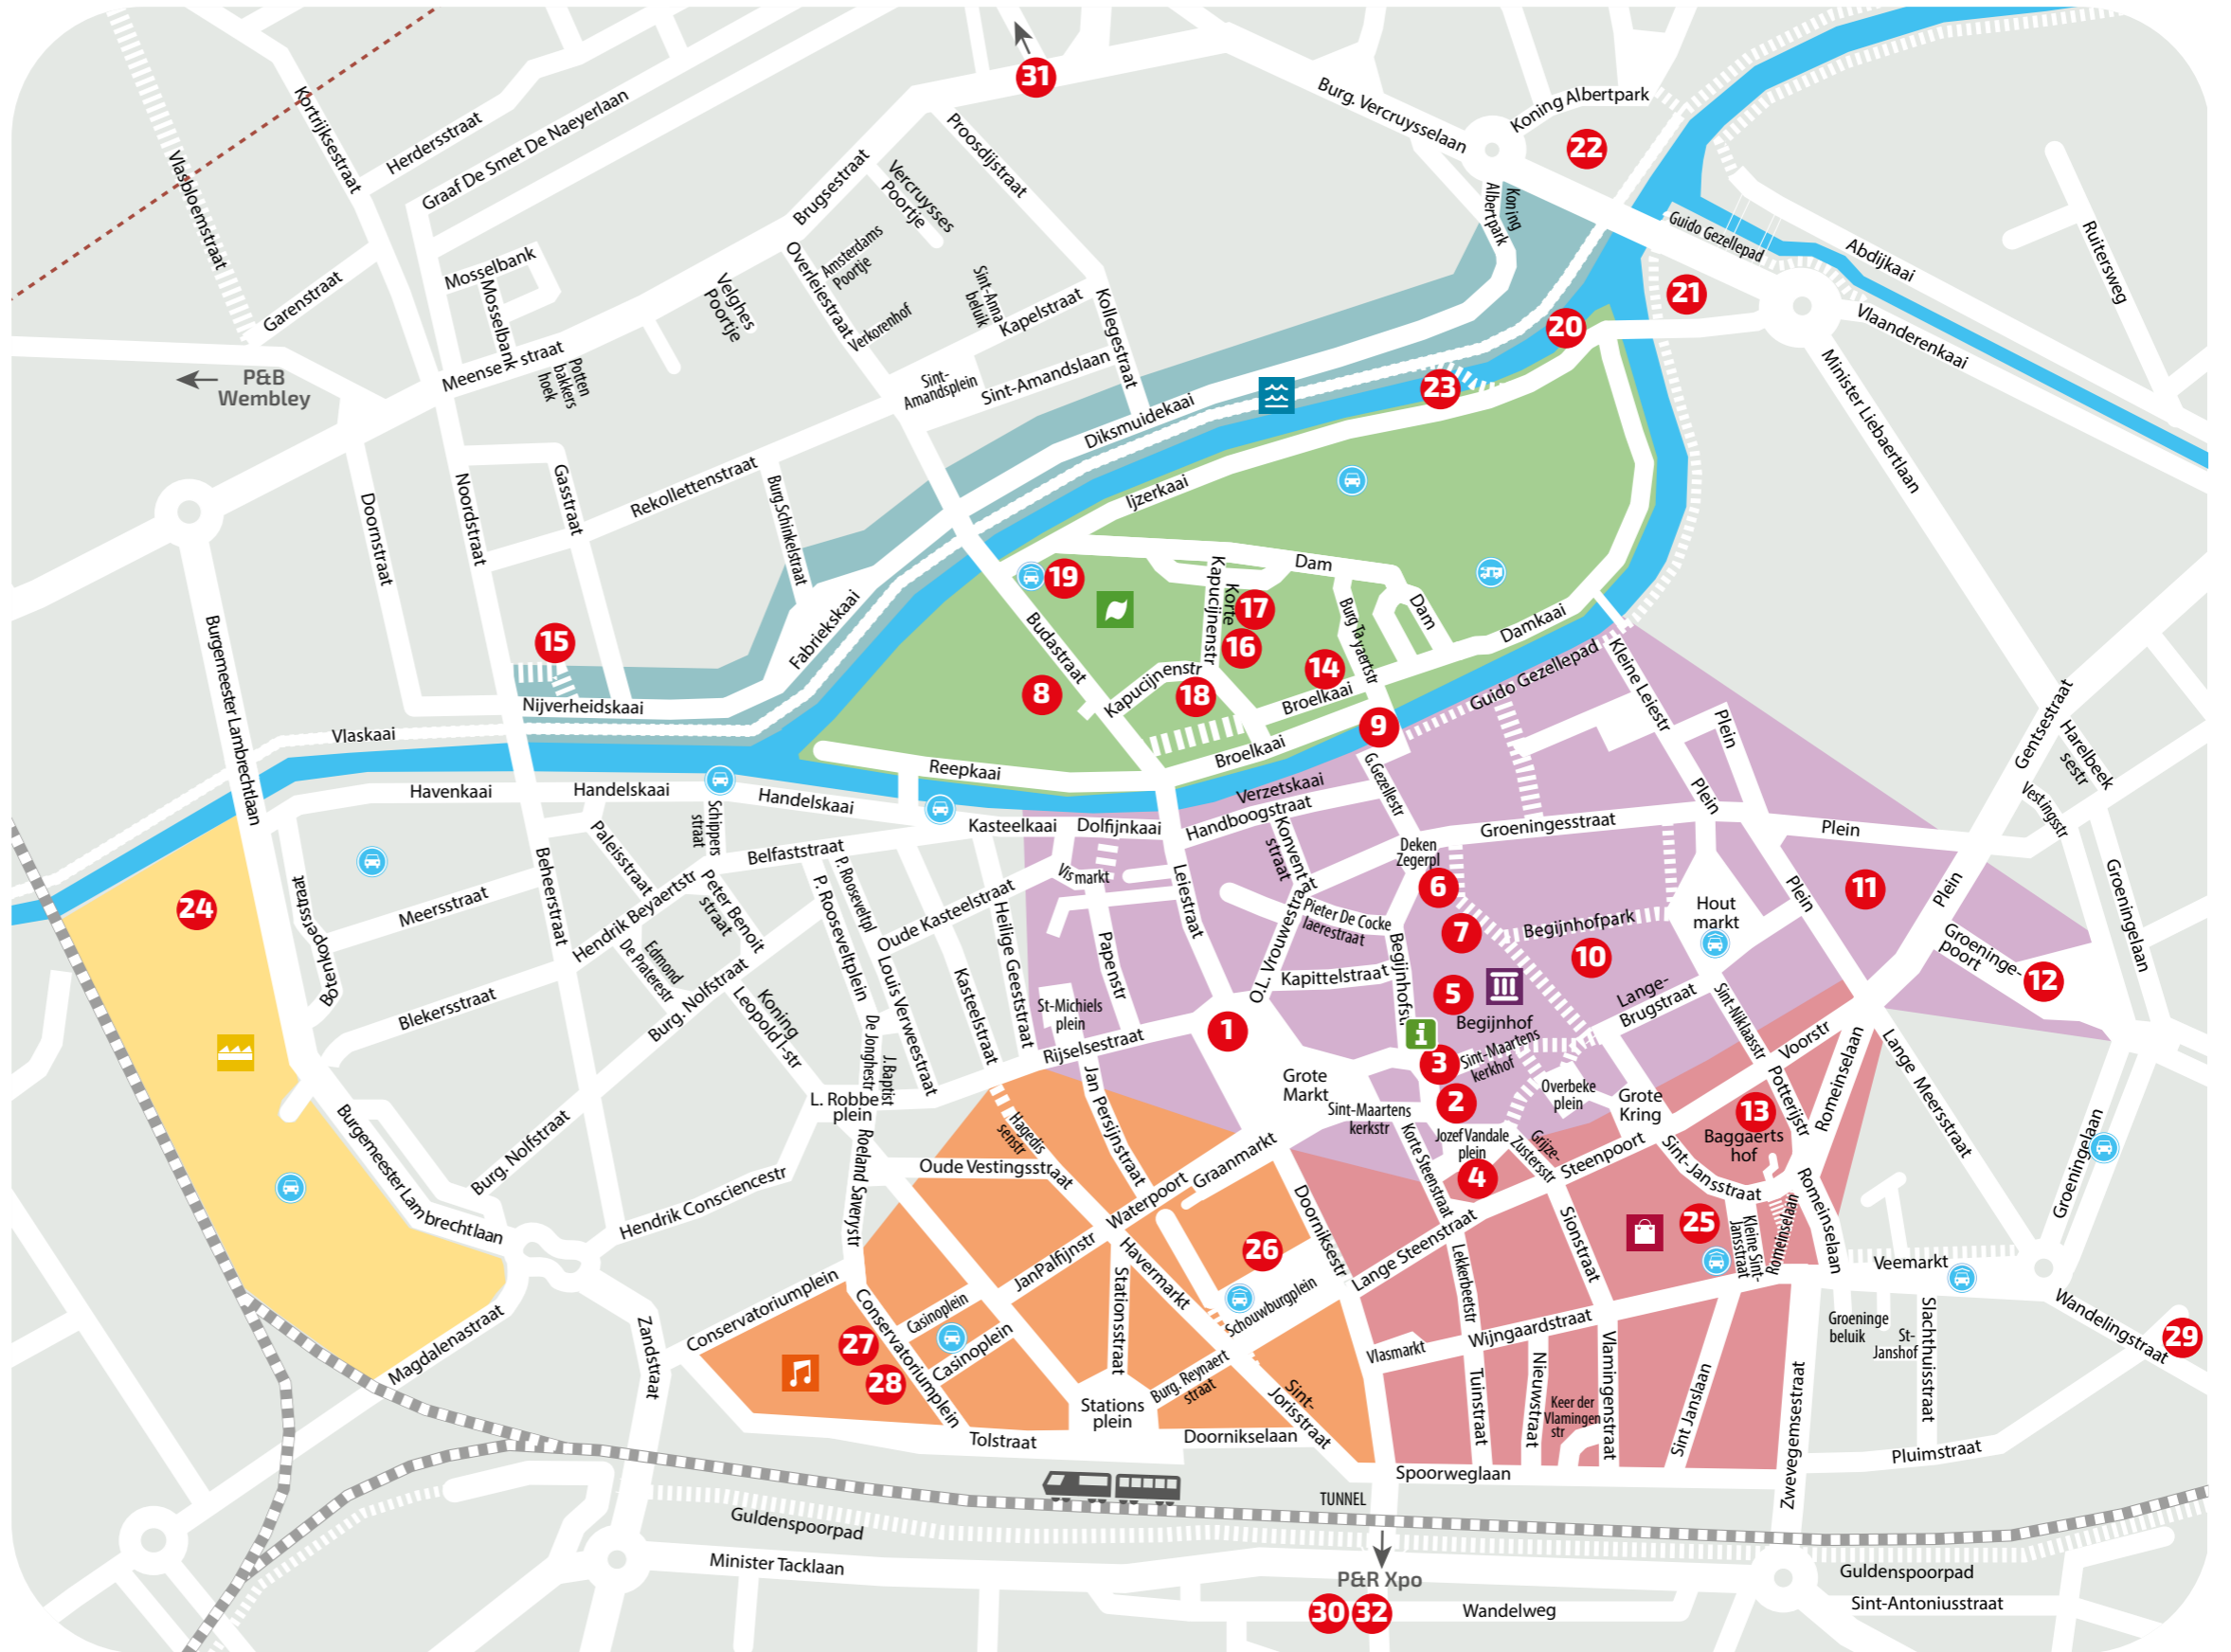 31
Burg. Vercruysselaan
Koning Albertpark
22
Kortrijksestraat
Herdersstraat
Graaf De Smet De Naeyerlaan
Vlasbloemstraat
Proosdijstraat
Brugsestraat
Vercruysses
Poortje
Koning
Albertpark
Guido Gezellepad
Abdijkaai
Ruitersweg
Garenstraat
Mosselbank
Mosselbank
Velghes
Poortje
Overleiestraat
Amsterdams
Poortje
Verkorenhof
Sint-Anna
beluik
Kapelstraat
Kollegestraat
21
20
Vlaanderenkaai
Minister Liebaertlaan
P&B
Wembley
Meensestraat
Potten
bakkers
hoek
Sint-
Amandsplein
Sint-Amandslaan
Diksmuidekaai
23
Doornstraat
Noordstraat
Gasstraat
Rekollettenstraat
Burg.Schinkelstraat
Ijzerkaai
Dam
Dam
19
Kapucijnenstr
Korte
17
16
Burg Tayaertstr
14
Damkaai
Burgemeester Lambrechtlaan
15
Fabriekskaai
Budastraat
8
Kapucijnenstr
18
Broelkaai
Broelkaai
9
Guido Gezellepad
Kleine Leiestr
Plein
Gentsestraat
Harelbeek
sestr
Vestingsstr
Nijverheidskaai
Vlaskaai
Reepkaai
Verzetskaai
G.Gezellestr
Plein
Havenkaai
Handelskaai
Handelskaai
Schippers
straat
Kasteelkaai
Dolfijnkaai
Handboogstraat
Konvent
straat
Groeningesstraat
Plein
Paleisstraat
Belfaststraat
P. Rooseveltpl
Deken
Zegerpl
6
Vismarkt
Leiestraat
Plein
11
Plein
Groeningelaan
24
Botenkopersstraat
Meersstraat
Beheerstraat
Hendrik Beyaertstr
Peter Benoit
straat
P. Rooseveltplein
Oude Kasteelstraat
Heilige Geeststraat
Papenstr
O.L. Vrouwestraat
Pieter De Cocke
laerestraat
Begijnhofstr
7
Begijnhofpark
10
Hout
markt
Groeninge-
poort
12
Edmond
De Praterestr
Blekersstraat
Burg. Nolfstraat
Koning
Leopold I-str
Louis Verweestraat
Kasteelstraat
St-Michiels
plein
Kapittelstraat
5
Begijnhof
Lange-
Brugstraat
Sint-Niklaasstr
De Jonghestr
J.Baptist
Rijselsestraat
1
i
3
Sint-Maartens
kerkhof
Voorstr
Romeinselaan
Lange Meersstraat
Burgemeester Lambrechtlaan
L. Robbe
plein
Jan Persijnstraat
Grote
Markt
2
Overbeke
plein
Grote
Kring
13
Potterijstr
Hagedis
senstr
Sint-Maartens
kerkstr
Jozef Vandale
plein
Grijze-
Zustersstr
Baggaerts
hof
Burg. Nolfstraat
Roeland Saverystr
Oude Vestingsstraat
Graanmarkt
Waterpoort
Korte Steenstraat
4
Steenpoort
Sint-Jansstraat
Romeinselaan
Groeningelaan
Hendrik Consciencestr
Doorniksestr
Lange Steenstraat
Sionstraat
25
Kleine Sint-
Jansstraat
Romeinselaan
26
JanPalfijnstr
Havermarkt
Schouwburgplein
Lekkerbeetstr
Veemarkt
Conservatoriumplein
Casinoplein
Stationsstraat
Wijngaardstraat
Groeninge
beluik
St-
Janshof
Slachthuisstraat
Wandelingstraat
29
Magdalenastraat
Zandstraat
27
28
Conservatoriumplein
Casinoplein
Burg. Reynaert
straat
Vlasmarkt
Tuinstraat
Nieuwstraat
Vlamingenstraat
Keer der
Vlamingen
str
Sint Janslaan
Zwevegemsestraat
Stations
plein
Sint-
Jorisstraat
Tolstraat
Doornikselaan
Spoorweglaan
Pluimstraat
TUNNEL
Guldenspoorpad
Minister Tacklaan
P&R Xpo
30
32
Wandelweg
Guldenspoorpad
Sint-Antoniusstraat